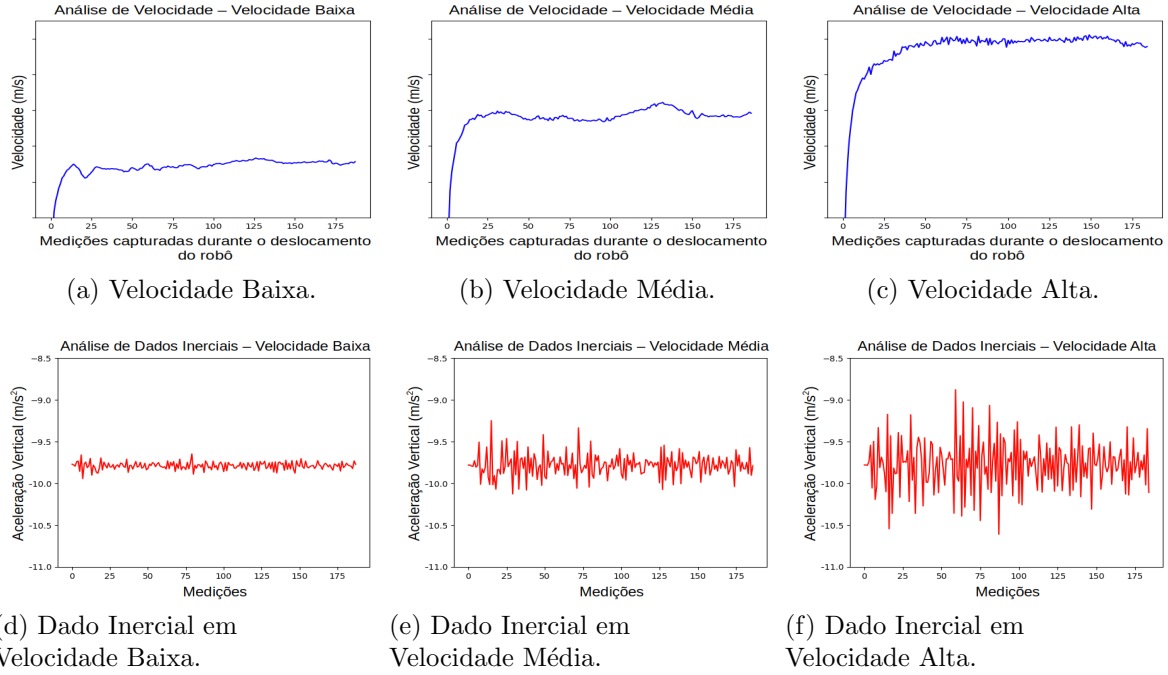 Análise de Velocidade – Velocidade Baixa
Velocidade (m/s)
0 25 50 75 100 125 150 175
Medições capturadas durante o deslocamento
do robô
(a) Velocidade Baixa.
Análise de Velocidade – Velocidade Média
Velocidade (m/s)
0 25 50 75 100 125 150 175
Medições capturadas durante o deslocamento
do robô
(b) Velocidade Média.
Análise de Velocidade – Velocidade Alta
Velocidade (m/s)
0 25 50 75 100 125 150 175
Medições capturadas durante o deslocamento
do robô
(c) Velocidade Alta.
Análise de Dados Inerciais – Velocidade Baixa
Aceleração Vertical (m/s²)
−8.5
−9.0
−9.5
−10.0
−10.5
-11.0
0 25 50 75 100 125 150 175
Medições
(d) Dado Inercial em
Velocidade Baixa.
Análise de Dados Inerciais – Velocidade Média
Aceleração Vertical (m/s²)
−8.5
−9.0
−9.5
−10.0
−10.5
-11.0
0 25 50 75 100 125 150 175
Medições
(e) Dado Inercial em
Velocidade Média.
Análise de Dados Inerciais – Velocidade Alta
Aceleração Vertical (m/s²)
−8.5
−9.0
−9.5
−10.0
−10.5
-11.0
0 25 50 75 100 125 150 175
Medições
(f) Dado Inercial em
Velocidade Alta.